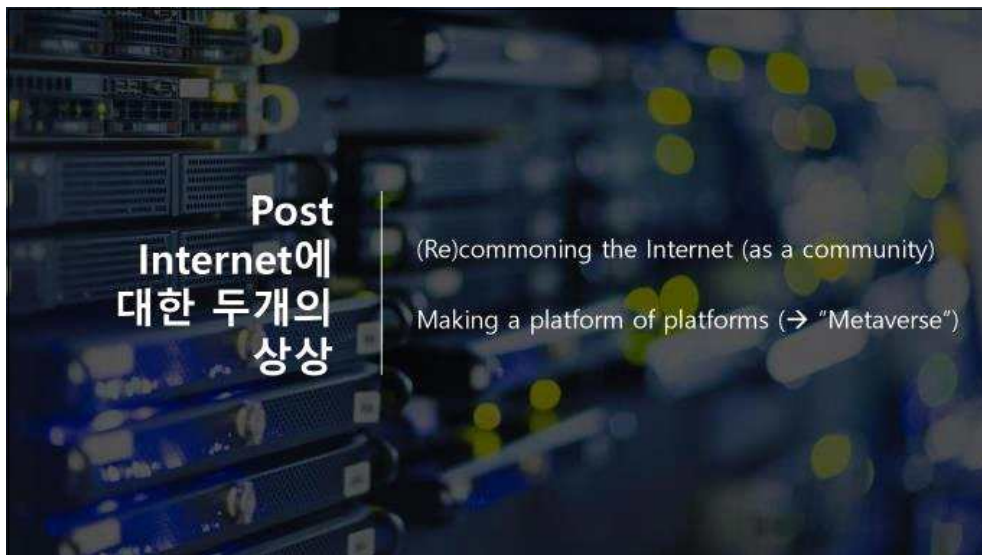 Post
Internet에
대한 두개의
상상
(Re)commoning the Internet (as a community)
Making a platform of platforms (→ "Metaverse")